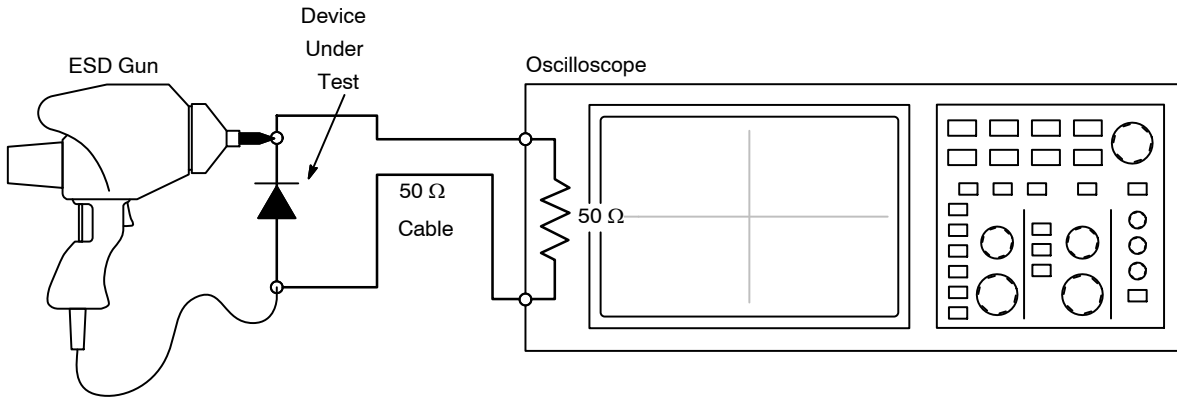 Device
Under
Test
ESD Gun
Oscilloscope
50 Ω
Cable
50 Ω